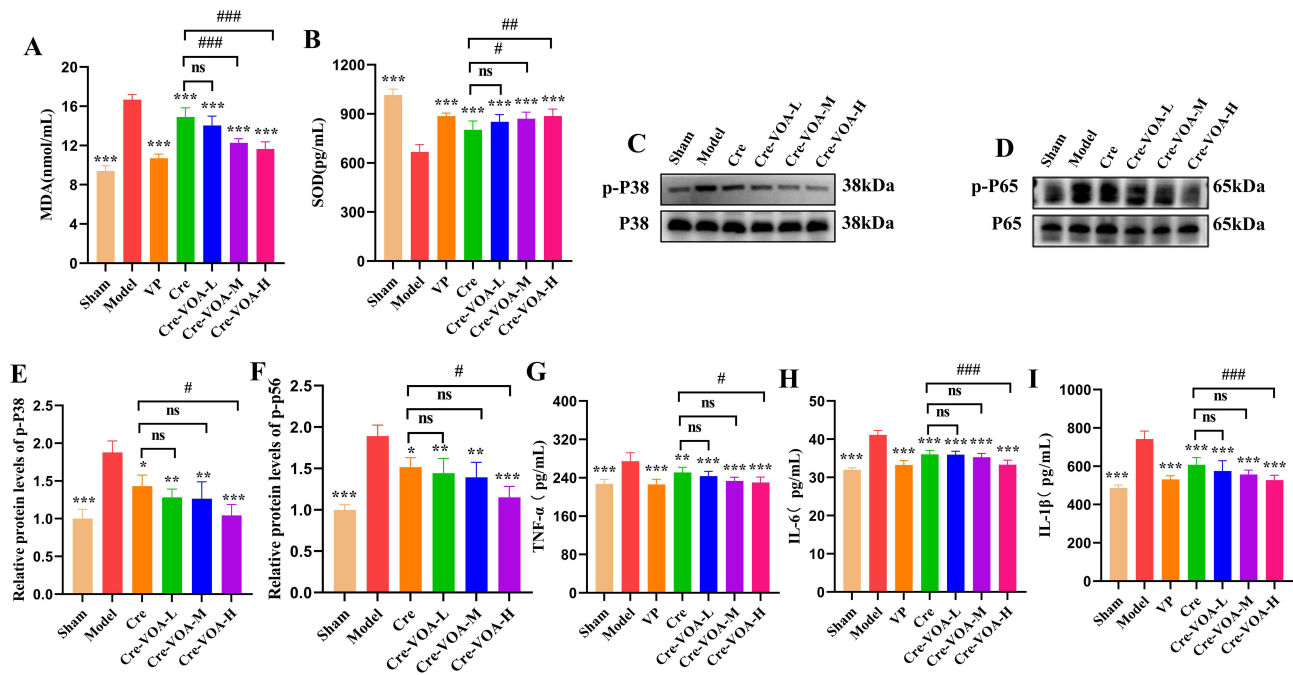 A
MDA(nmol/mL)
20
16
12
8
4
0
***
***
***
***
***
***
ns
###
###
Sham
Model
VP
Cre
Cre-VOA-L
Cre-VOA-M
Cre-VOA-H
B
SOD(pg/mL)
1200
900
600
300
0
***
***
***
***
***
***
ns
#
##
Sham
Model
VP
Cre
Cre-VOA-L
Cre-VOA-M
Cre-VOA-H
C
Sham
Model
Cre
Cre-VOA-L
Cre-VOA-M
Cre-VOA-H
p-P38
38kDa
P38
38kDa
D
Sham
Model
Cre
Cre-VOA-L
Cre-VOA-M
Cre-VOA-H
p-P65
65kDa
P65
65kDa
E
Relative protein levels of p-P38
2.5
2.0
1.5
1.0
0.5
0.0
***
*
**
**
***
ns
ns
#
Sham
Model
Cre
Cre-VOA-L
Cre-VOA-M
Cre-VOA-H
F
Relative protein levels of p-p56
2.5
2.0
1.5
1.0
0.5
0.0
***
*
**
**
***
ns
ns
#
Sham
Model
Cre
Cre-VOA-L
Cre-VOA-M
Cre-VOA-H
G
TNF-α（ pg/mL）
400
320
240
160
80
0
***
***
**
***
***
***
ns
ns
#
Sham
Model
VP
Cre
Cre-VOA-L
Cre-VOA-M
Cre-VOA-H
H
IL-6（ pg/mL）
50
40
30
20
10
0
***
***
***
***
***
***
ns
ns
###
Sham
Model
VP
Cre
Cre-VOA-L
Cre-VOA-M
Cre-VOA-H
I
IL-1β（ pg/mL）
1000
800
600
400
200
0
***
***
***
***
***
***
ns
ns
###
Sham
Model
VP
Cre
Cre-VOA-L
Cre-VOA-M
Cre-VOA-H